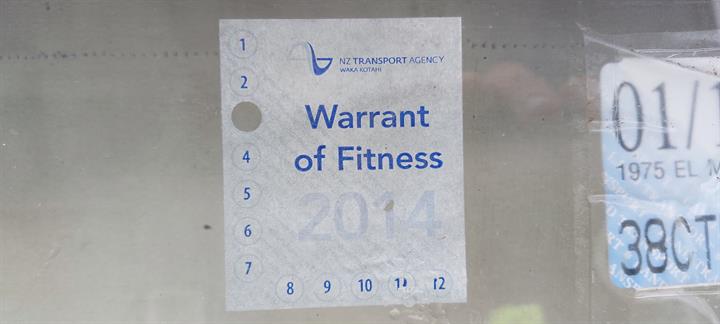 1
NZ TRANSPORT AGENCY
WAKA KOTAHI
2
Warrant
of Fitness
4
5
2014
6
7
8 9 10 11 12
01/1
1975 EL M
38CT